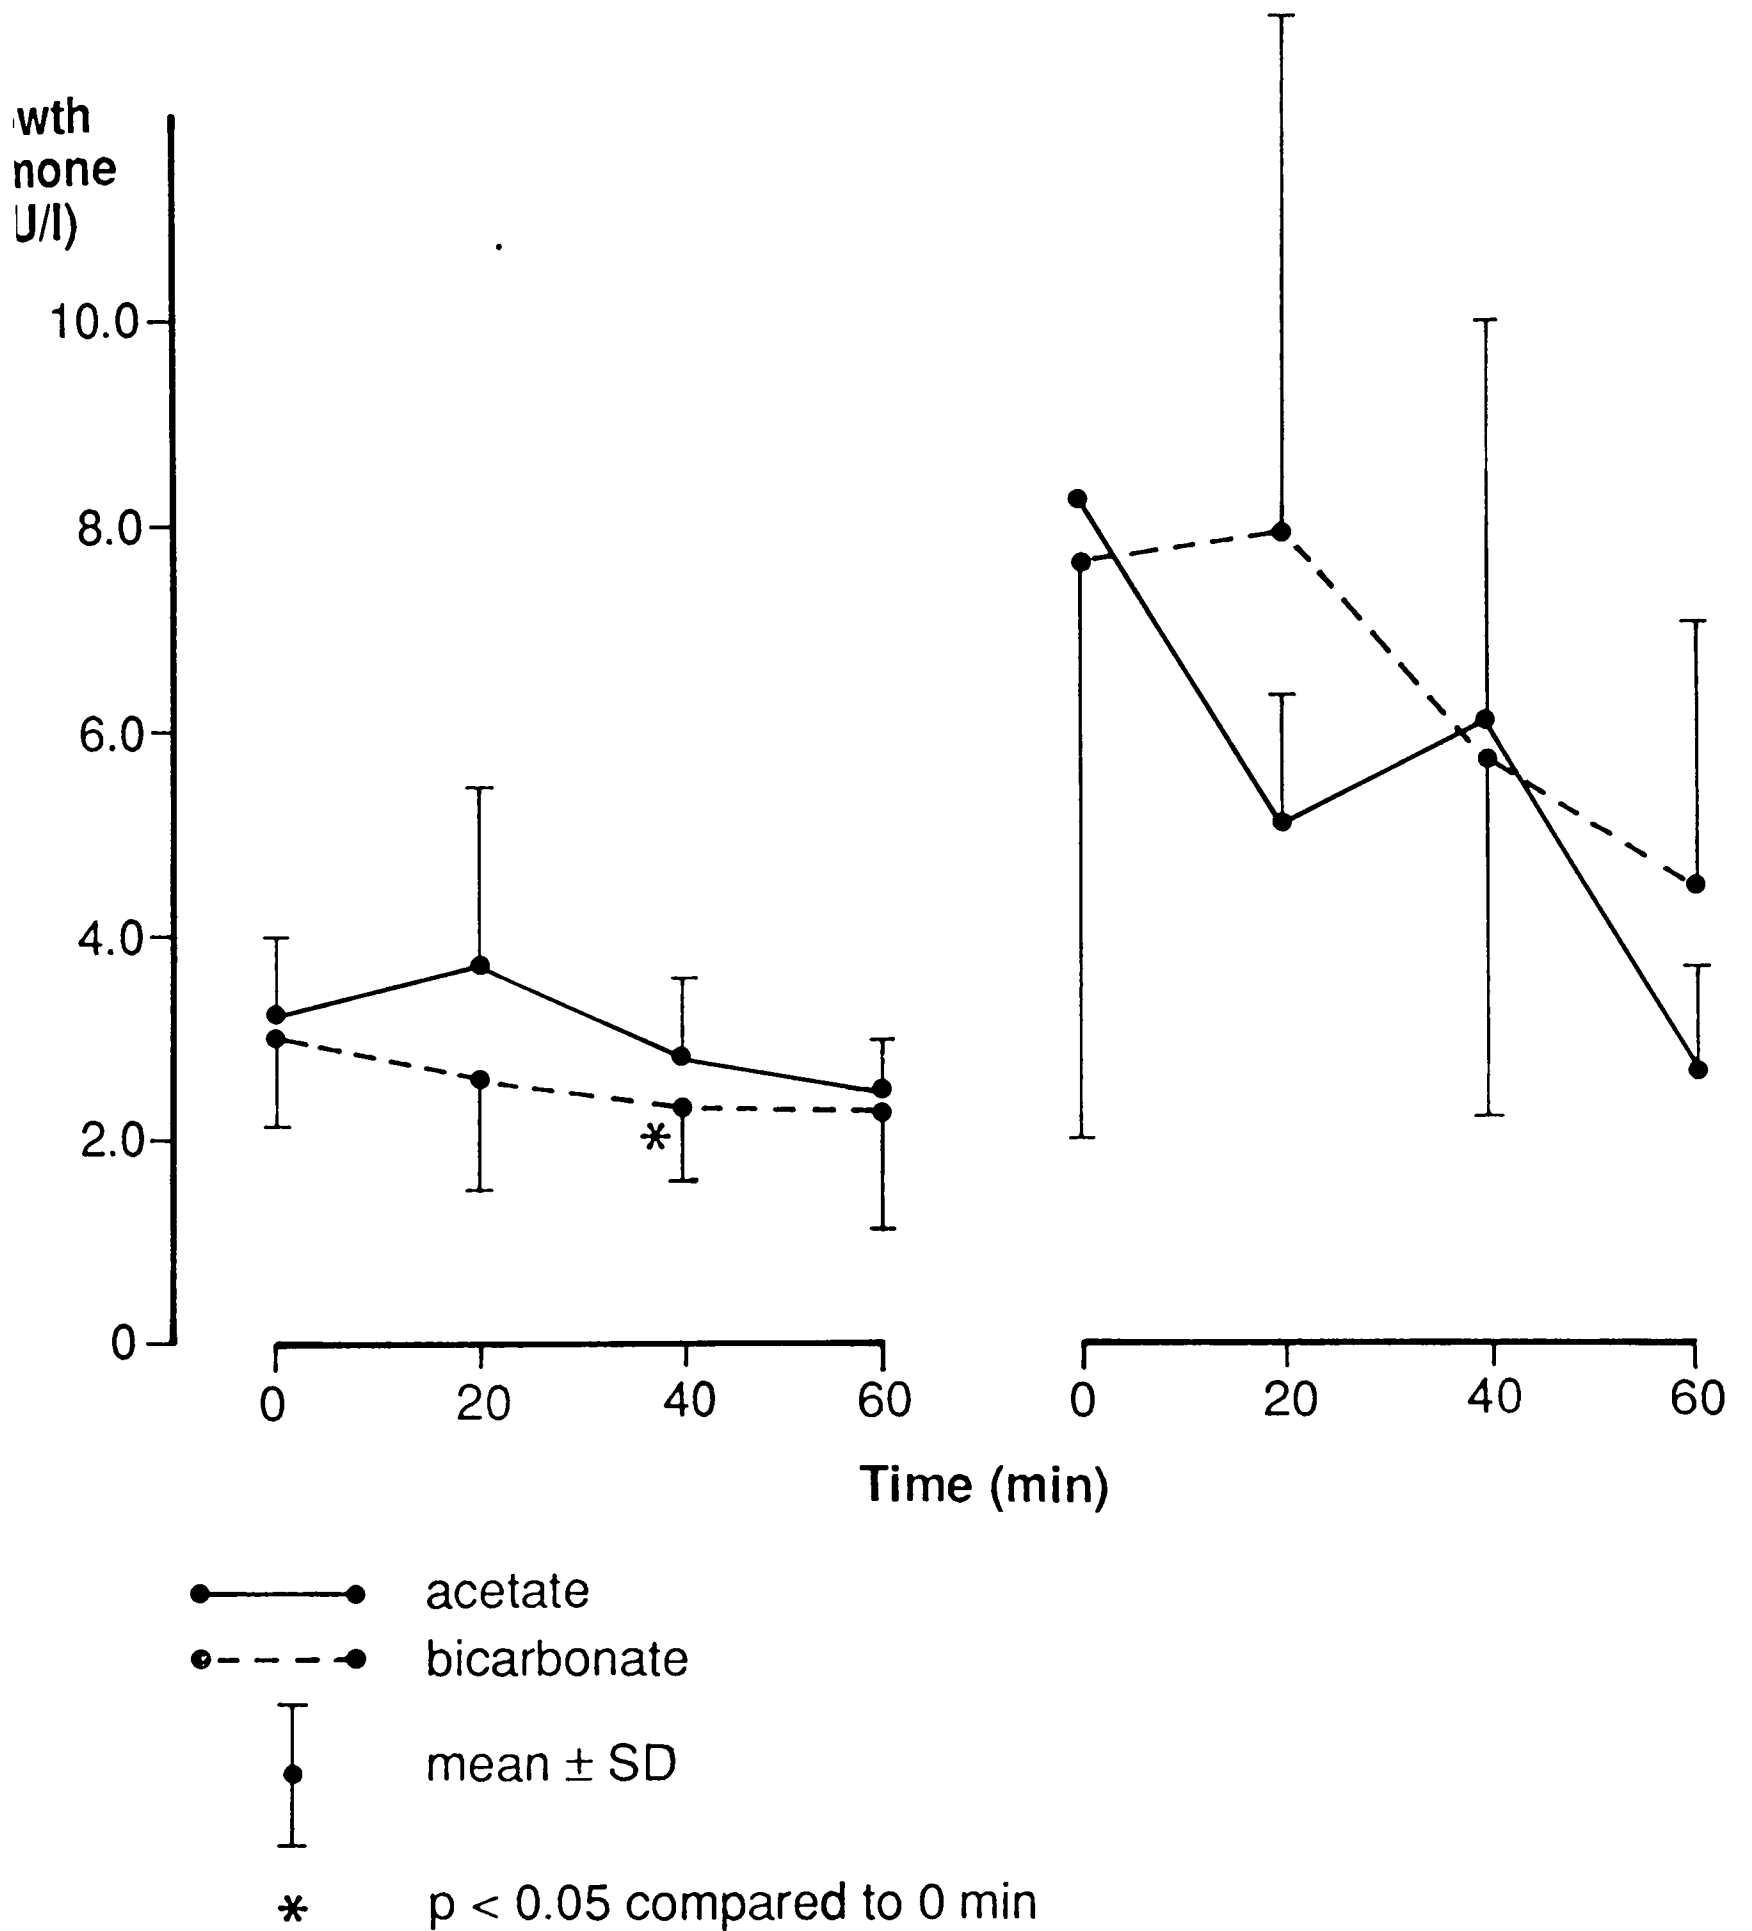 wth
none
U/l)
10.0
8.0
6.0
4.0
2.0
0
0 20 40 60 0 20 40 60
Time (min)
acetate
bicarbonate
mean ± SD
* p < 0.05 compared to 0 min